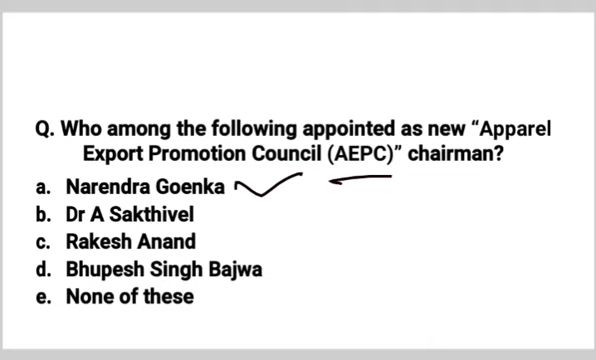 Q. Who among the following appointed as new “Apparel
Export Promotion Council (AEPC)” chairman?
a. Narendra Goenka
b. Dr A Sakthivel
c. Rakesh Anand
d. Bhupesh Singh Bajwa
e. None of these